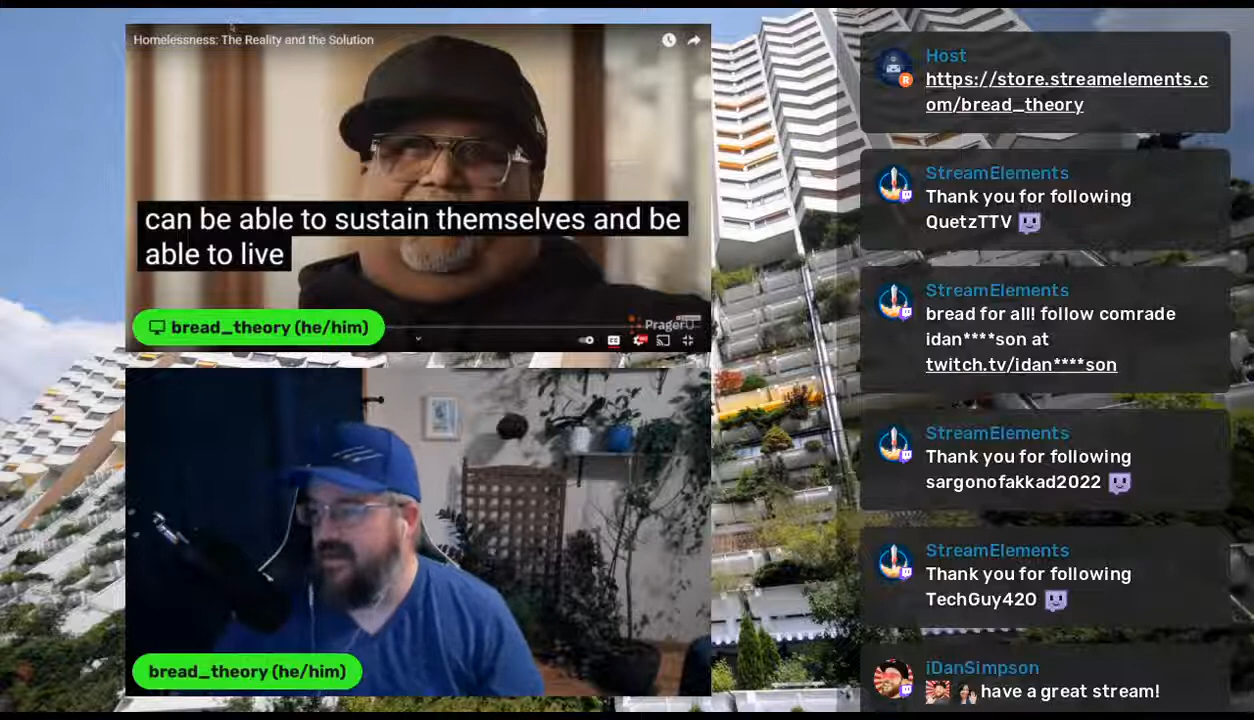 Homelessness: The Reality and the Solution
can be able to sustain themselves and be
able to live
bread_theory (he/him)
PragerU
CC
bread_theory (he/him)
Host
https://store.streamelements.c
om/bread_theory
StreamElements
Thank you for following
QuetzTTV
StreamElements
bread for all! follow comrade
idan****son at
twitch.tv/idan****son
StreamElements
Thank you for following
sargonofakkad2022
StreamElements
Thank you for following
TechGuy420
iDanSimpson
have a great stream!